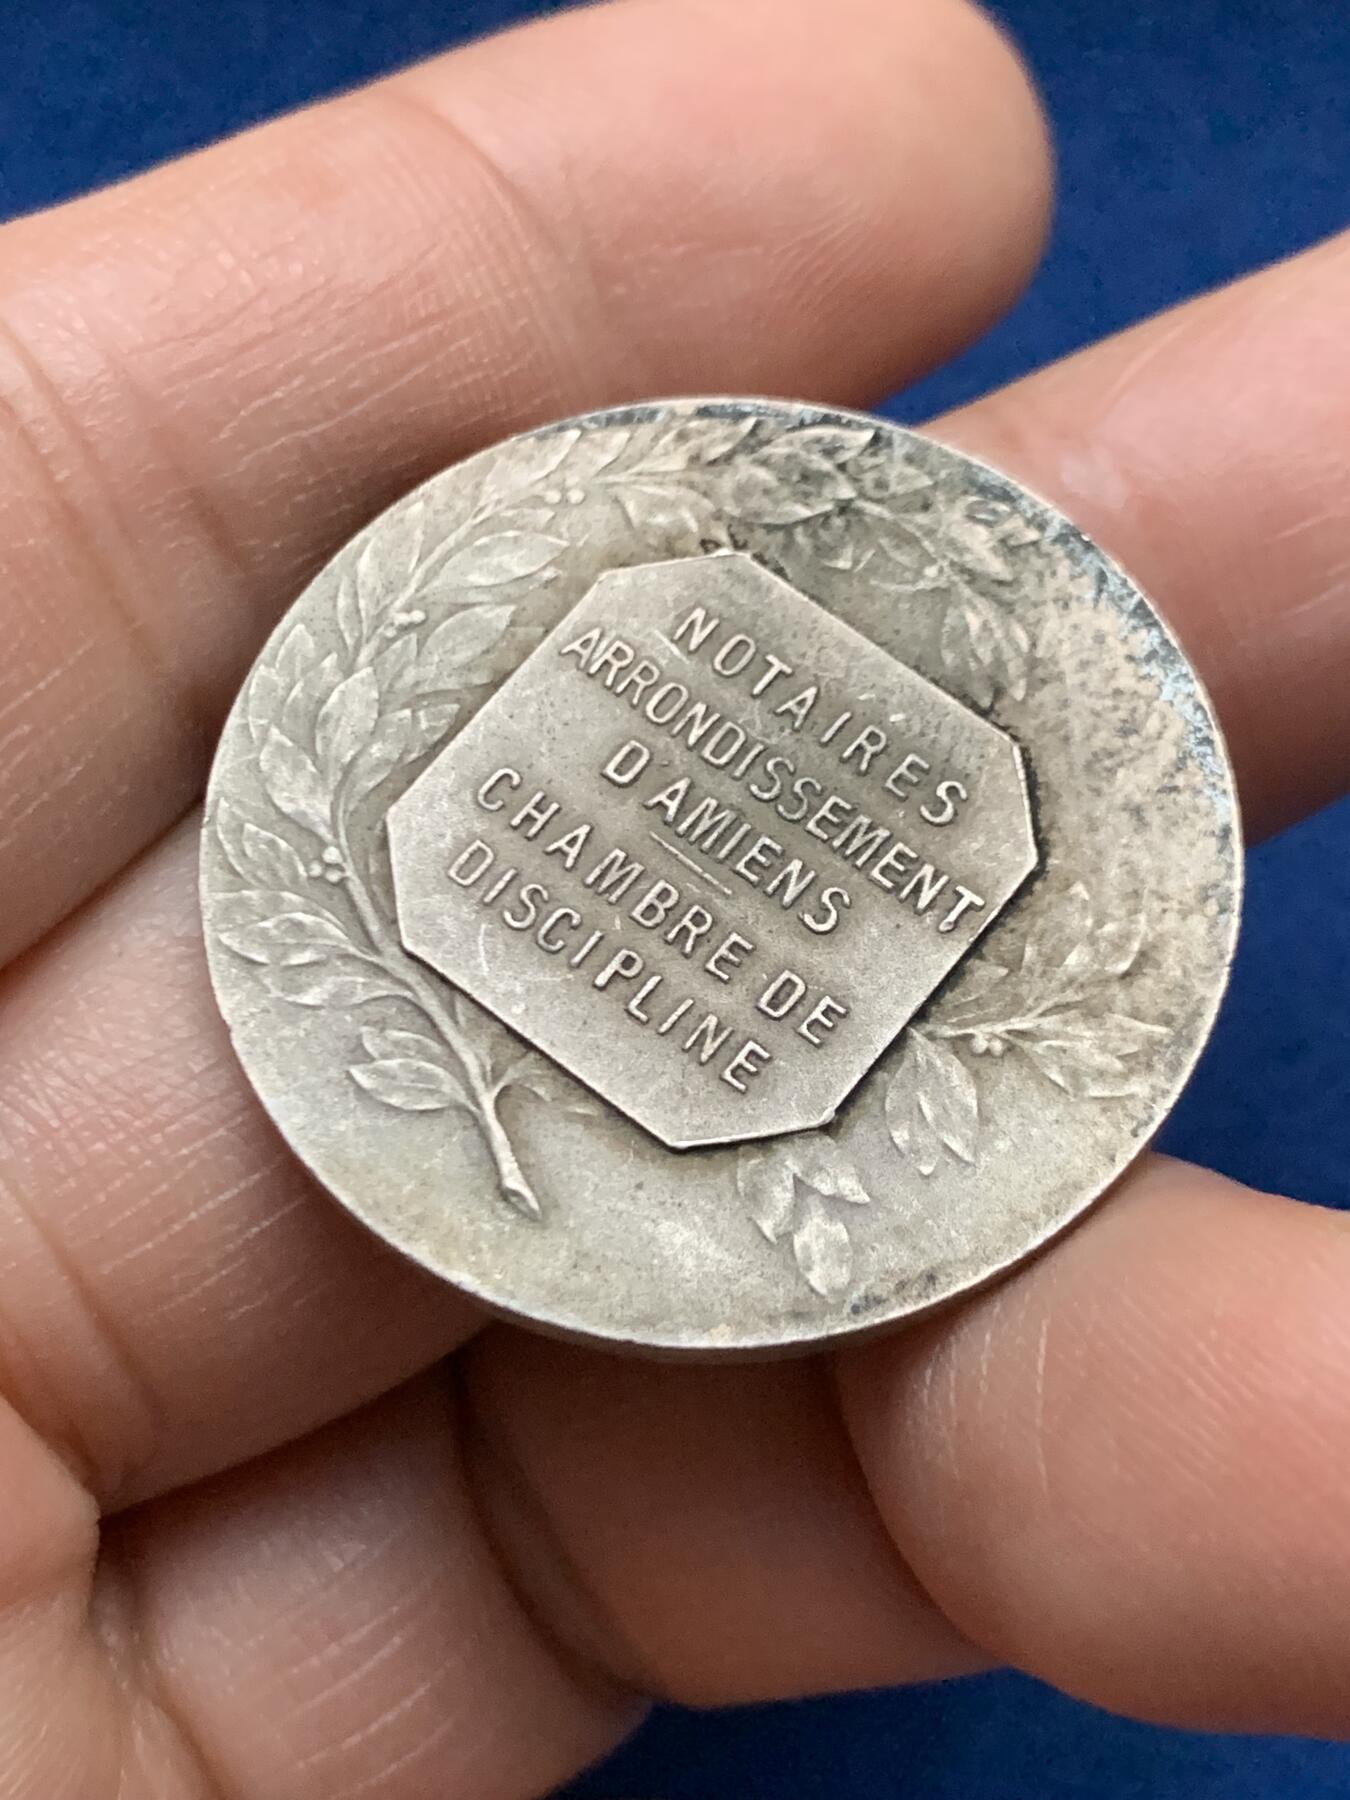 NOTAIRES
ARRONDISSEMENT
D'AMIENS
CHAMBRE DE
DISCIPLINE